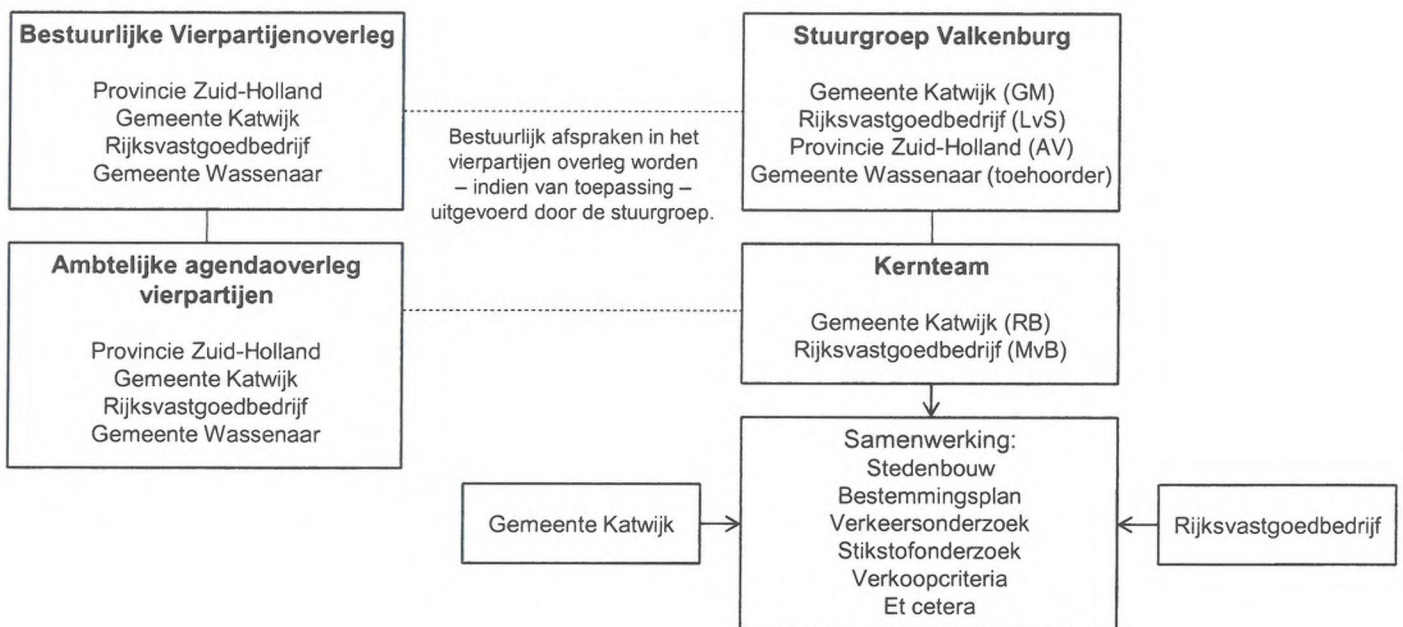 Bestuurlijke Vierpartijenoverleg
Provincie Zuid-Holland
Gemeente Katwijk
Rijksvastgoedbedrijf
Gemeente Wassenaar
Ambtelijke agendaoverleg
vierpartijen
Provincie Zuid-Holland
Gemeente Katwijk
Rijksvastgoedbedrijf
Gemeente Wassenaar
Bestuurlijk afspraken in het
vierpartijen overleg worden
– indien van toepassing –
uitgevoerd door de stuurgroep.
Stuurgroep Valkenburg
Gemeente Katwijk (GM)
Rijksvastgoedbedrijf (LvS)
Provincie Zuid-Holland (AV)
Gemeente Wassenaar (toehoorder)
Kernteam
Gemeente Katwijk (RB)
Rijksvastgoedbedrijf (MvB)
Gemeente Katwijk
Samenwerking:
Stedenbouw
Bestemmingsplan
Verkeersonderzoek
Stikstofonderzoek
Verkoopcriteria
Et cetera
Rijksvastgoedbedrijf